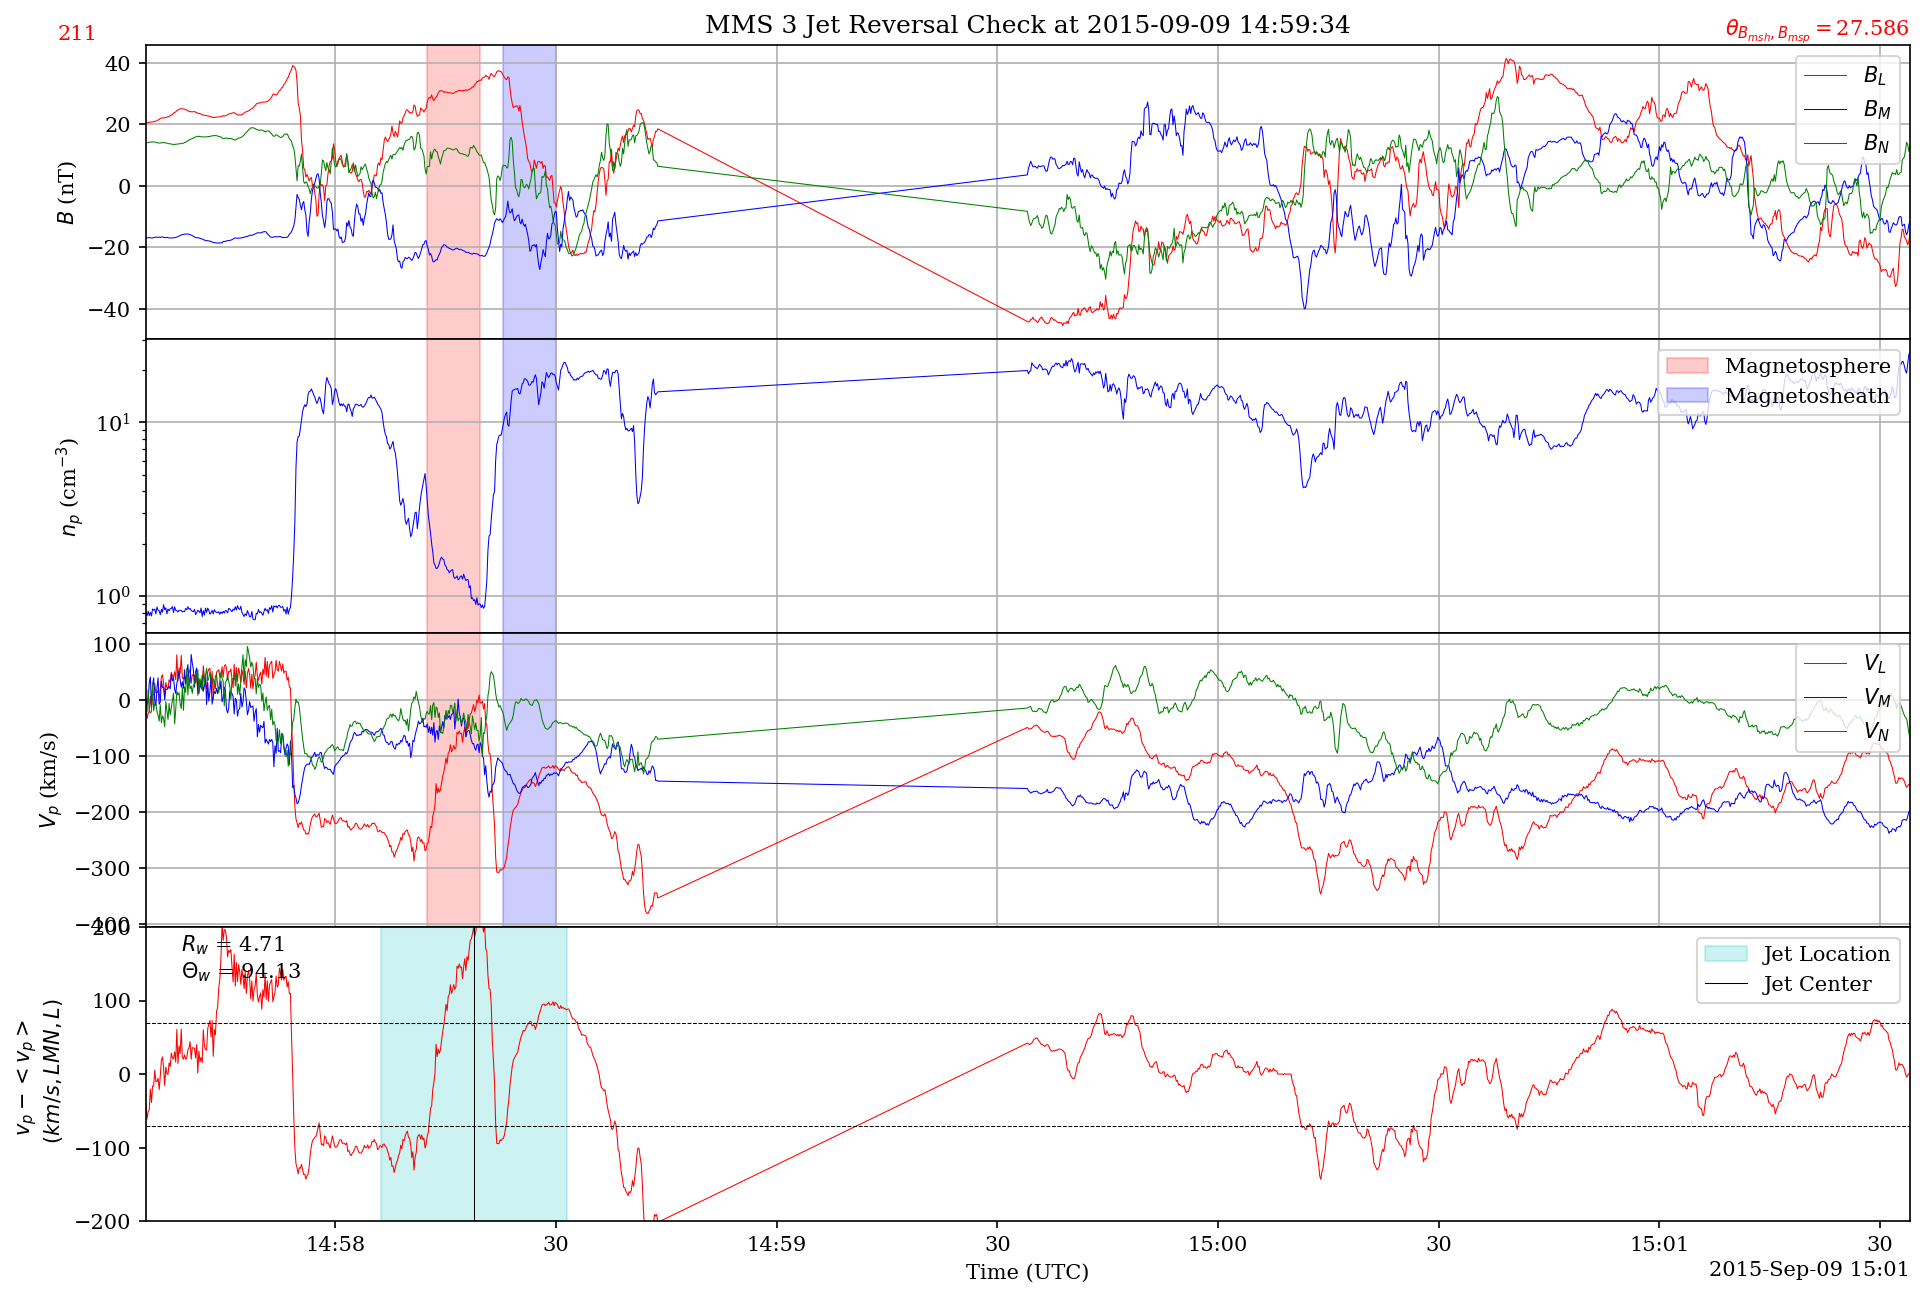 MMS 3 Jet Reversal Check at 2015-09-09 14:59:34
211
θ_{B_{msh}, B_{msp}} = 27.586
40
20
0
−20
−40
B (nT)
B_L
B_M
B_N
10^1
10^0
n_p (cm^{−3})
Magnetosphere
Magnetosheath
100
0
−100
−200
−300
−400
V_p (km/s)
V_L
V_M
V_N
200
100
0
−100
−200
v_p − < v_p >
(km/s, LMN, L)
R_w = 4.71
Θ_w = 94.13
Jet Location
Jet Center
14:58
30
14:59
30
15:00
30
15:01
30
Time (UTC)
2015-Sep-09 15:01